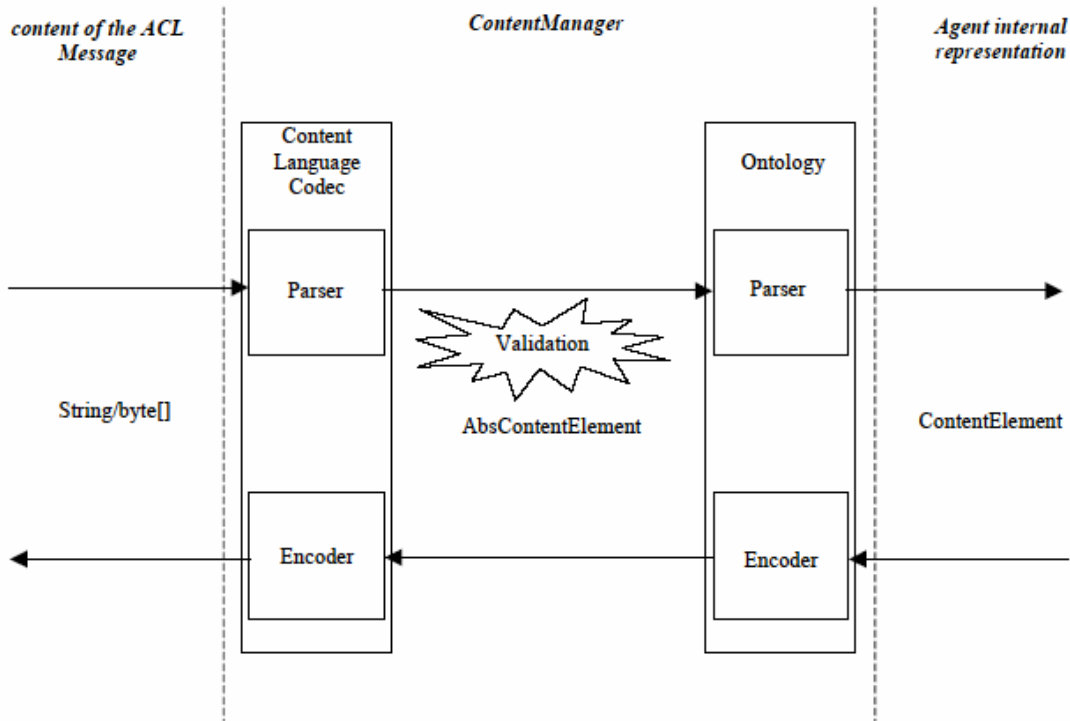 content of the ACL
Message
ContentManager
Agent internal
representation
Content
Language
Codec
Ontology
Parser
Parser
Validation
String/byte[]
AbsContentElement
ContentElement
Encoder
Encoder